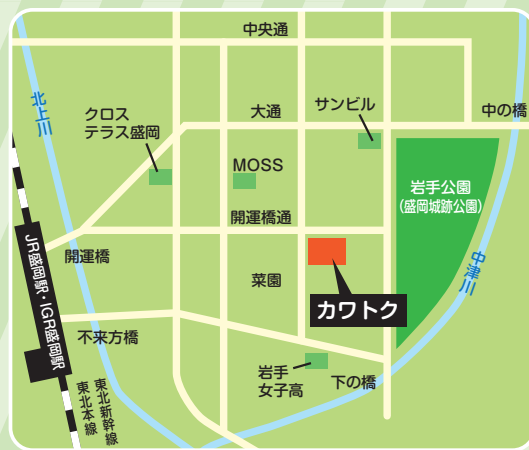 中央通
北上川
クロス
テラス盛岡
大通
サンビル
中の橋
MOSS
岩手公園
(盛岡城跡公園)
開運橋通
開運橋
JR盛岡駅・IGR盛岡駅
菜園
カワトク
中津川
不来方橋
岩手
女子高
下の橋
東北新幹線
東北本線